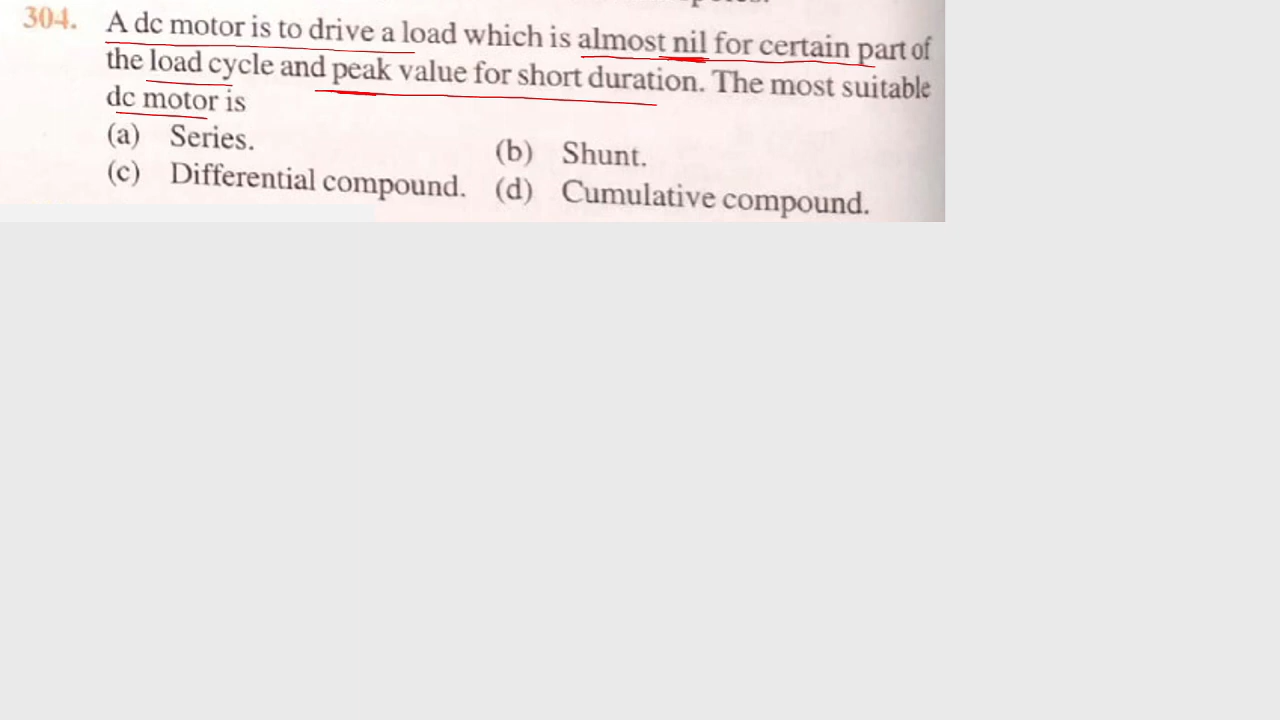 304. A dc motor is to drive a load which is almost nil for certain part of
the load cycle and peak value for short duration. The most suitable
dc motor is
(a) Series. (b) Shunt.
(c) Differential compound. (d) Cumulative compound.